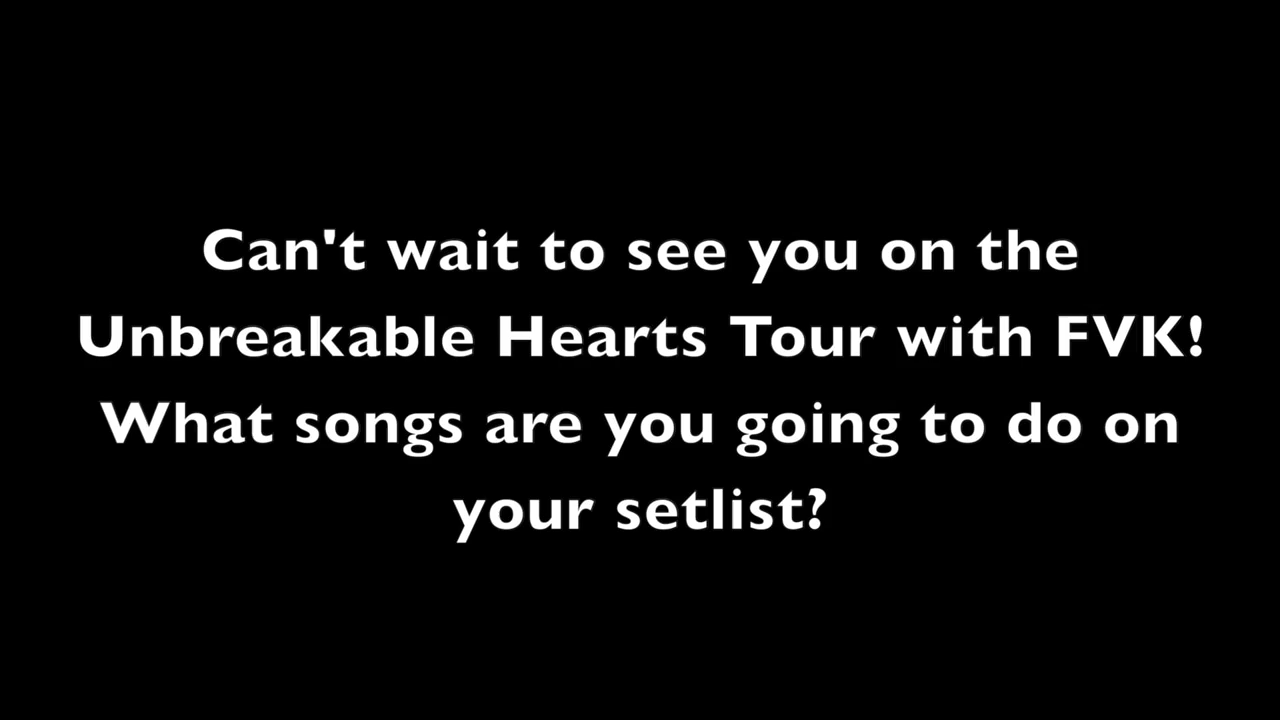 Can't wait to see you on the
Unbreakable Hearts Tour with FVK!
What songs are you going to do on
your setlist?